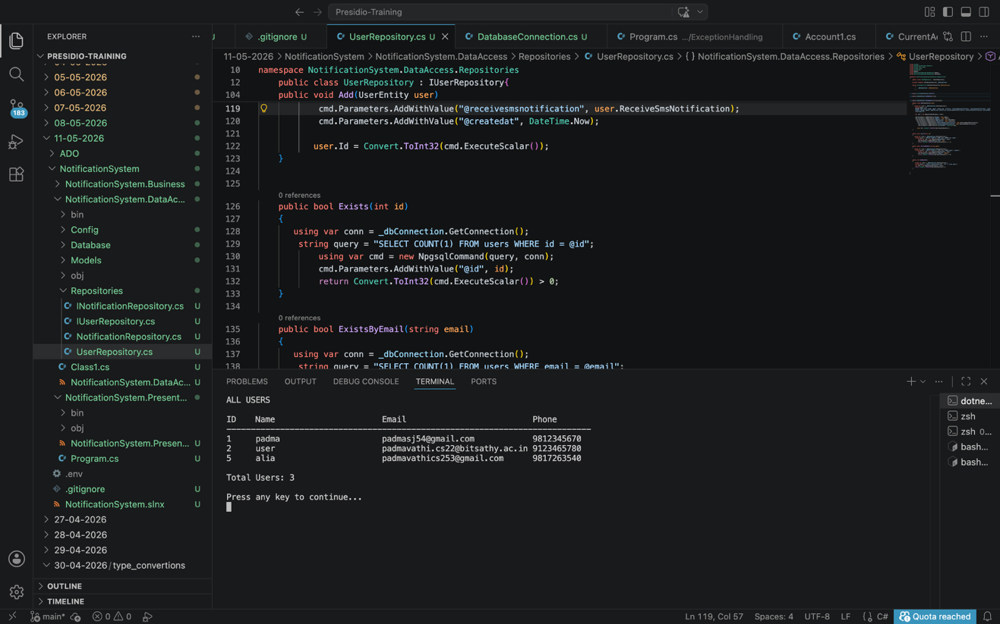 Presidio-Training
EXPLORER
PRESIDIO-TRAINING
05-05-2026
06-05-2026
07-05-2026
08-05-2026
11-05-2026
ADO
NotificationSystem
NotificationSystem.Business
NotificationSystem.DataAc...
bin
Config
Database
Models
obj
Repositories
INotificationRepository.cs U
IUserRepository.cs U
NotificationRepository.cs U
UserRepository.cs U
Class1.cs U
NotificationSystem.DataAc... U
NotificationSystem.Present...
bin
obj
NotificationSystem.Presen... U
Program.cs U
.env
.gitignore U
NotificationSystem.slnx U
27-04-2026
28-04-2026
29-04-2026
30-04-2026/type_convertions
OUTLINE
TIMELINE
183
.gitignore U
UserRepository.cs U
DatabaseConnection.cs U
Program.cs .../ExceptionHandling
Account1.cs
CurrentA
11-05-2026 > NotificationSystem > NotificationSystem.DataAccess > Repositories > UserRepository.cs > {} NotificationSystem.DataAccess.Repositories > UserRepository >
10 namespace NotificationSystem.DataAccess.Repositories
12 public class UserRepository : IUserRepository{
104 public void Add(UserEntity user)
119 cmd.Parameters.AddWithValue("@receivesmsnotification", user.ReceiveSmsNotification);
120 cmd.Parameters.AddWithValue("@createdat", DateTime.Now);
121
122 user.Id = Convert.ToInt32(cmd.ExecuteScalar());
123 }
124
125
0 references
126 public bool Exists(int id)
127 {
128 using var conn = _dbConnection.GetConnection();
129 string query = "SELECT COUNT(1) FROM users WHERE id = @id";
130 using var cmd = new NpgsqlCommand(query, conn);
131 cmd.Parameters.AddWithValue("@id", id);
132 return Convert.ToInt32(cmd.ExecuteScalar()) > 0;
133 }
134
0 references
135 public bool ExistsByEmail(string email)
136 {
137 using var conn = _dbConnection.GetConnection();
138 string query = "SELECT COUNT(1) FROM users WHERE email = @email";
PROBLEMS OUTPUT DEBUG CONSOLE TERMINAL PORTS
ALL USERS
ID Name Email Phone
1 padma padmasj54@gmail.com 9812345670
2 user padmavathi.cs22@bitsathy.ac.in 9123465780
5 alia padmavathics253@gmail.com 9817263540
Total Users: 3
Press any key to continue...
dotne...
zsh
zsh o...
bash...
bash...
main* 0 0
Ln 119, Col 57 Spaces: 4 UTF-8 LF {} C# Quota reached